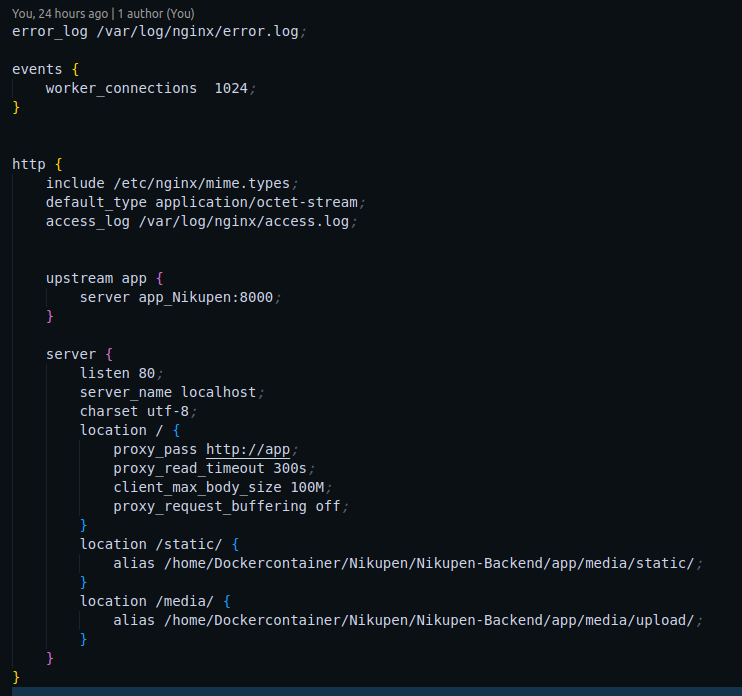 You, 24 hours ago | 1 author (You)
error_log /var/log/nginx/error.log;
events {
worker_connections  1024;
}
http {
include /etc/nginx/mime.types;
default_type application/octet-stream;
access_log /var/log/nginx/access.log;
upstream app {
server app_Nikupen:8000;
}
server {
listen 80;
server_name localhost;
charset utf-8;
location / {
proxy_pass http://app;
proxy_read_timeout 300s;
client_max_body_size 100M;
proxy_request_buffering off;
}
location /static/ {
alias /home/Dockercontainer/Nikupen/Nikupen-Backend/app/media/static/;
}
location /media/ {
alias /home/Dockercontainer/Nikupen/Nikupen-Backend/app/media/upload/;
}
}
}